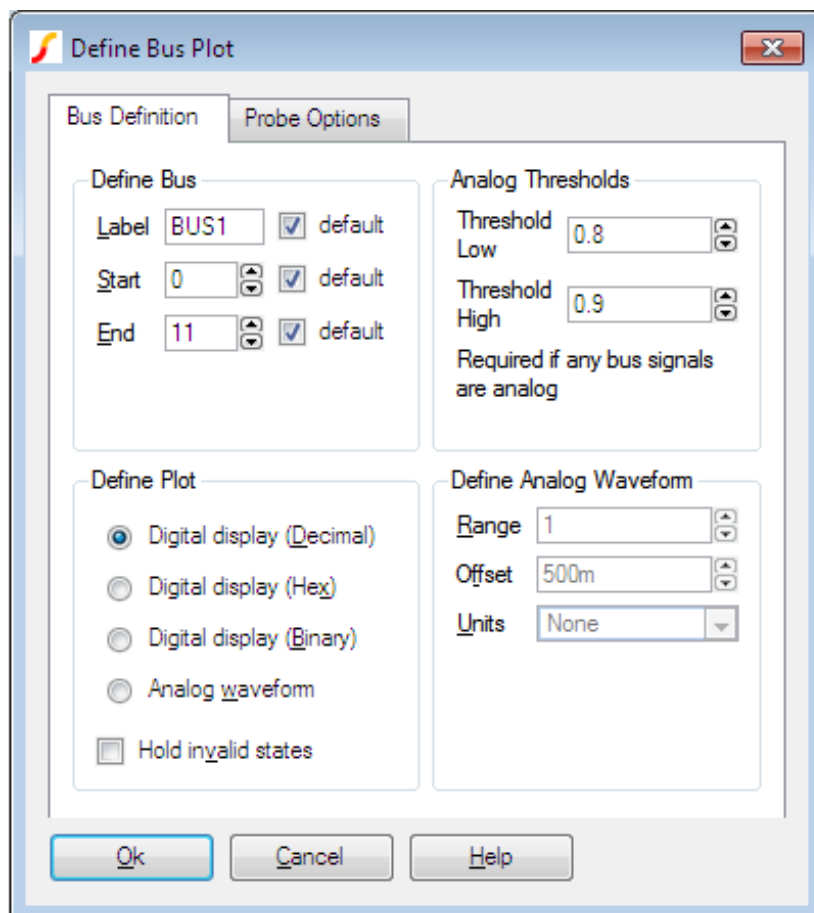 Define Bus Plot
Bus Definition
Probe Options
Define Bus
Label BUS1 default
Start 0 default
End 11 default
Analog Thresholds
Threshold
Low 0.8
Threshold
High 0.9
Required if any bus signals
are analog
Define Plot
Digital display (Decimal)
Digital display (Hex)
Digital display (Binary)
Analog waveform
Hold invalid states
Define Analog Waveform
Range 1
Offset 500m
Units None
Ok
Cancel
Help